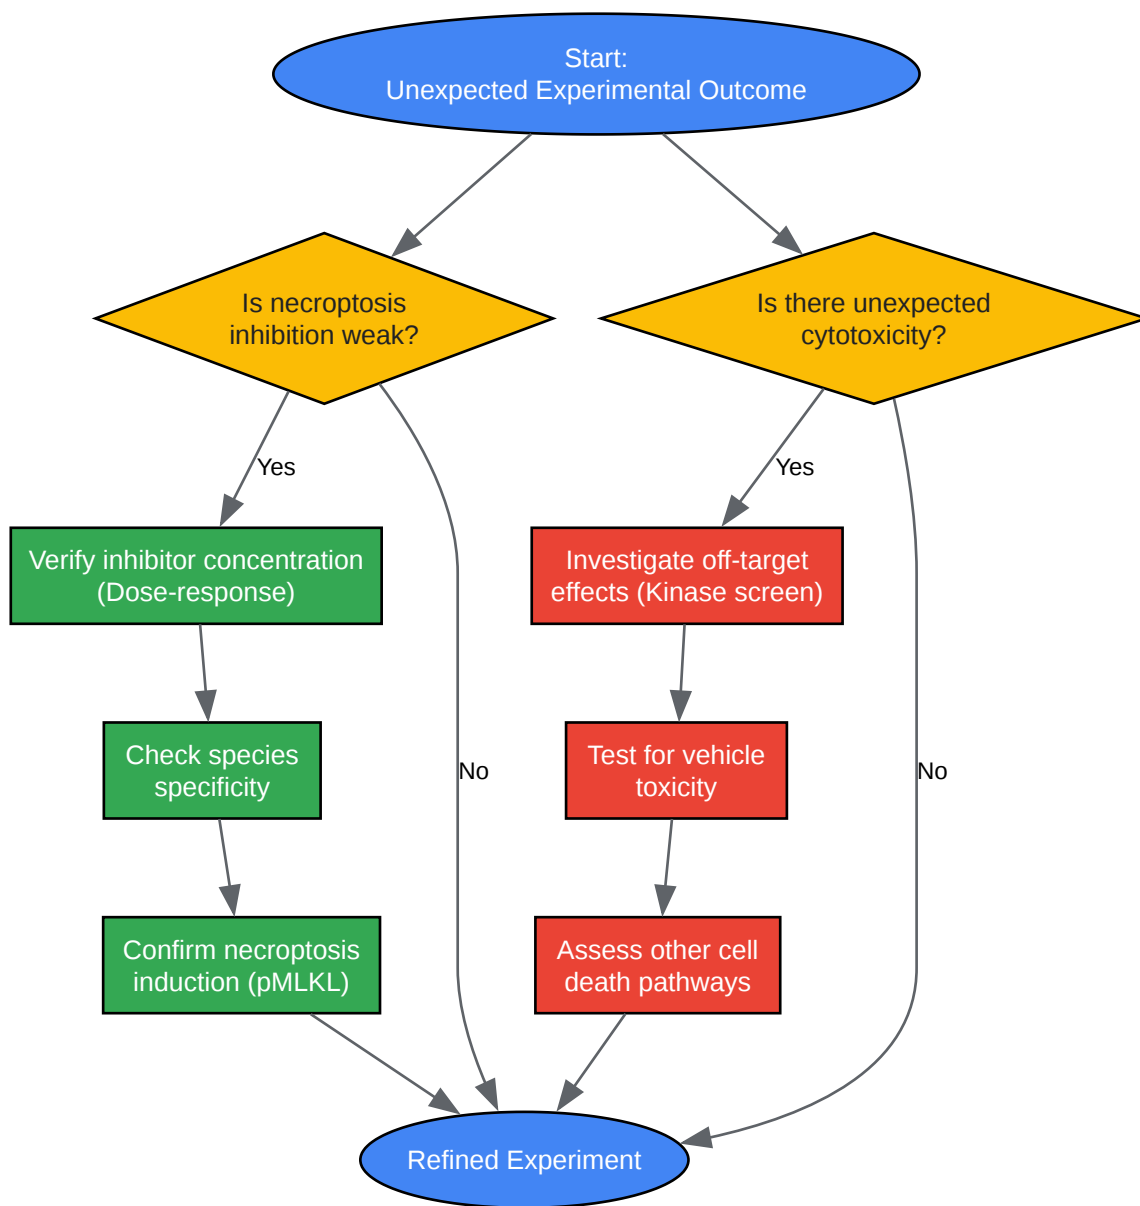 Start:
Unexpected Experimental Outcome
Is necroptosis
inhibition weak?
Is there unexpected
cytotoxicity?
Yes
Yes
Verify inhibitor concentration
(Dose-response)
Investigate off-target
effects (Kinase screen)
Check species
specificity
No
Test for vehicle
toxicity
No
Confirm necroptosis
induction (pMLKL)
Assess other cell
death pathways
Refined Experiment